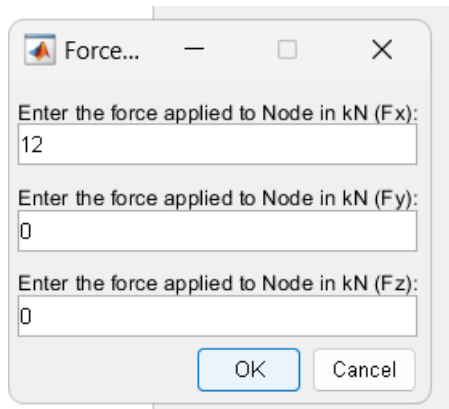 Force...
Enter the force applied to Node in kN (Fx):
12
Enter the force applied to Node in kN (Fy):
0
Enter the force applied to Node in kN (Fz):
0
OK Cancel